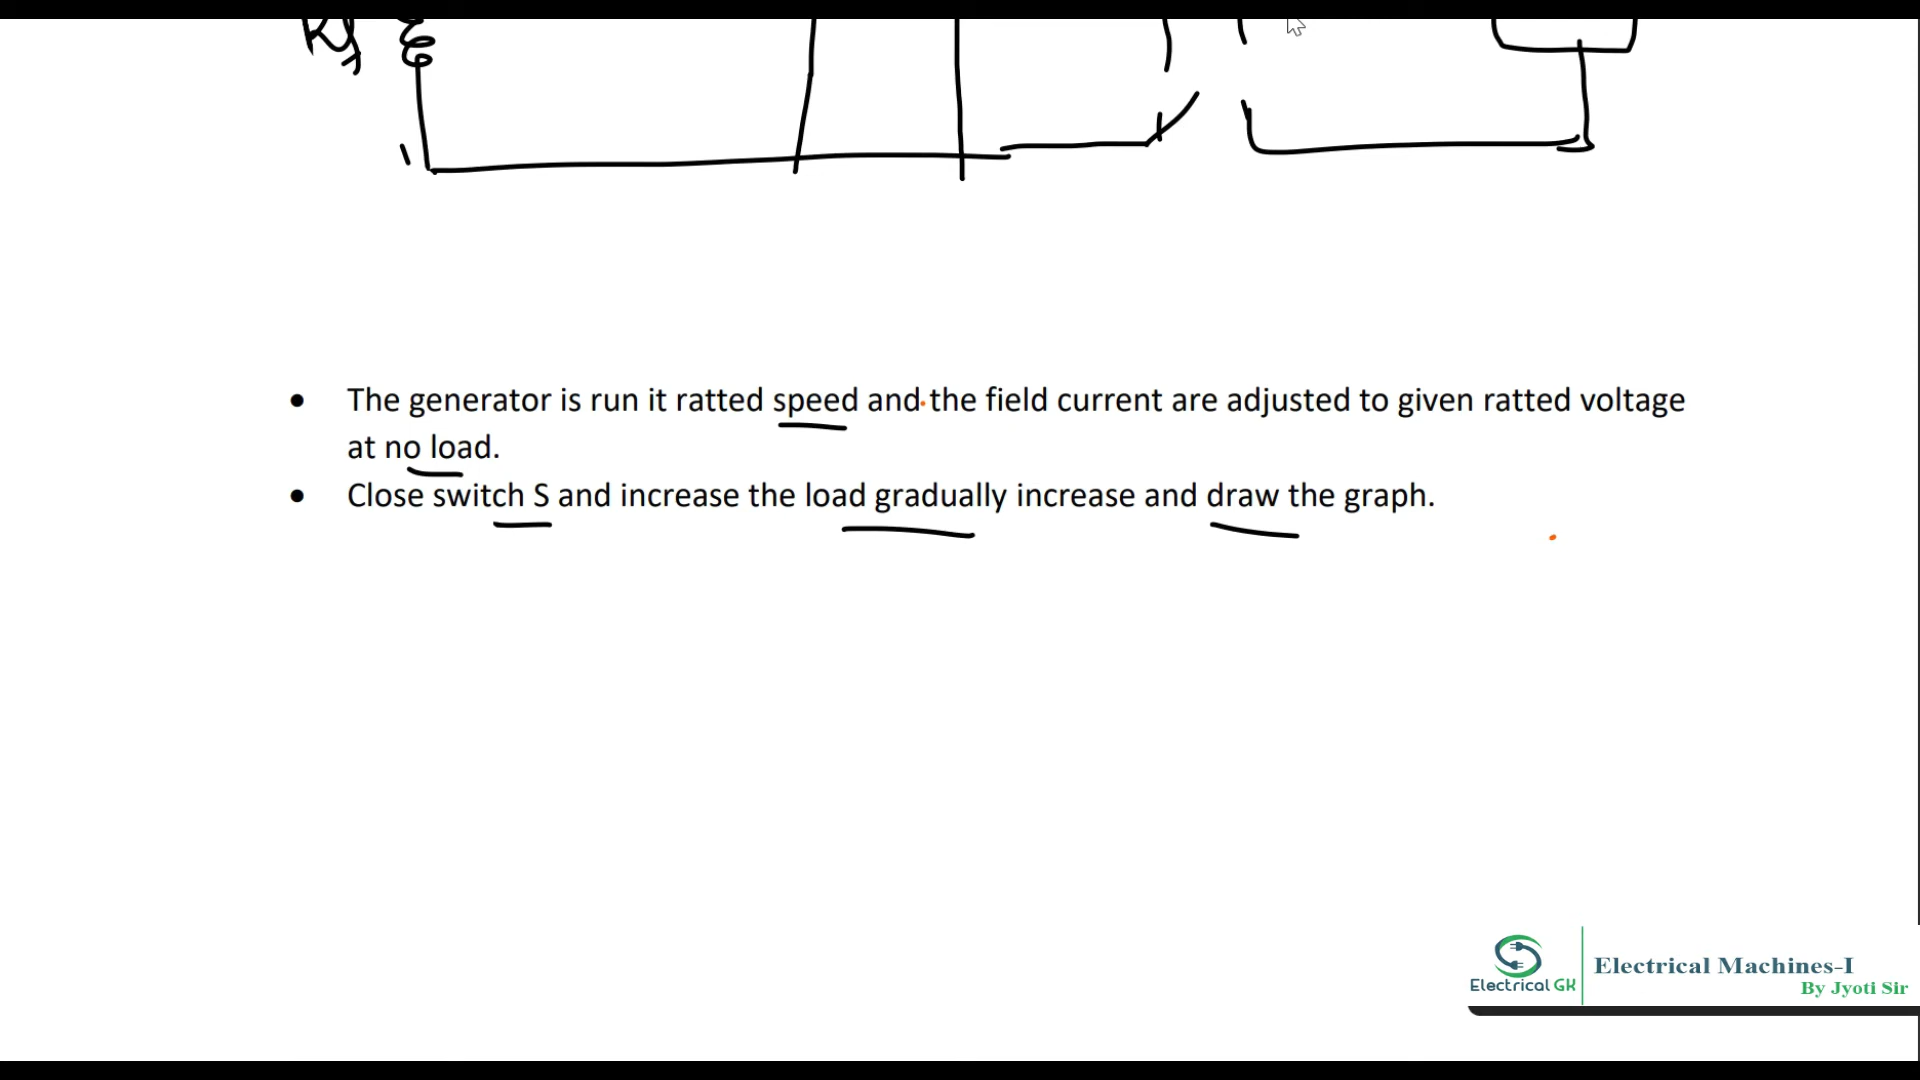 Rf
• The generator is run it ratted speed and the field current are adjusted to given ratted voltage
at no load.
• Close switch S and increase the load gradually increase and draw the graph.
Electrical GK
Electrical Machines-I
By Jyoti Sir